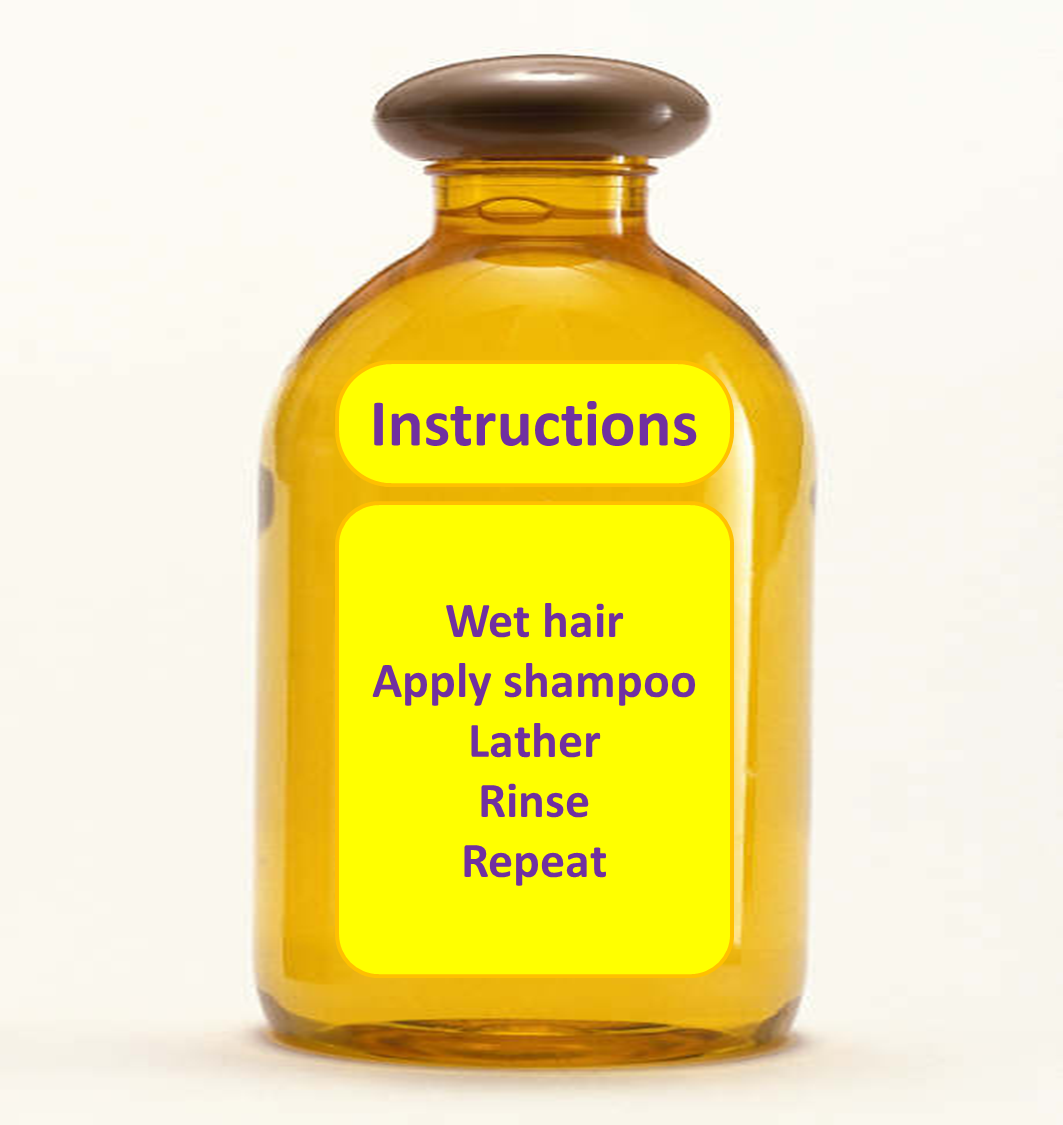 Instructions
Wet hair
Apply shampoo
Lather
Rinse
Repeat